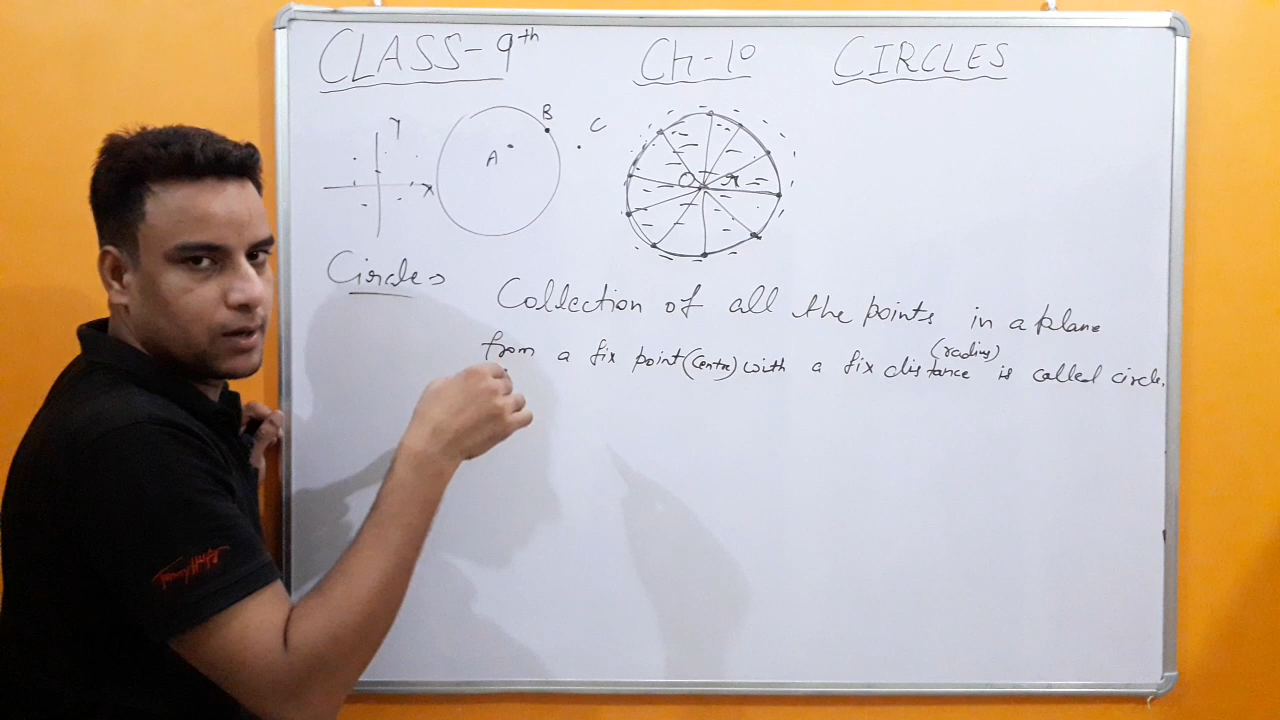 CLASS-9th Ch-10 CIRCLES
Y
X
A
B
C
O r
Circle→
Collection of all the points in a plane
from a fix point (centre) with a fix distance (radius) is called circle.